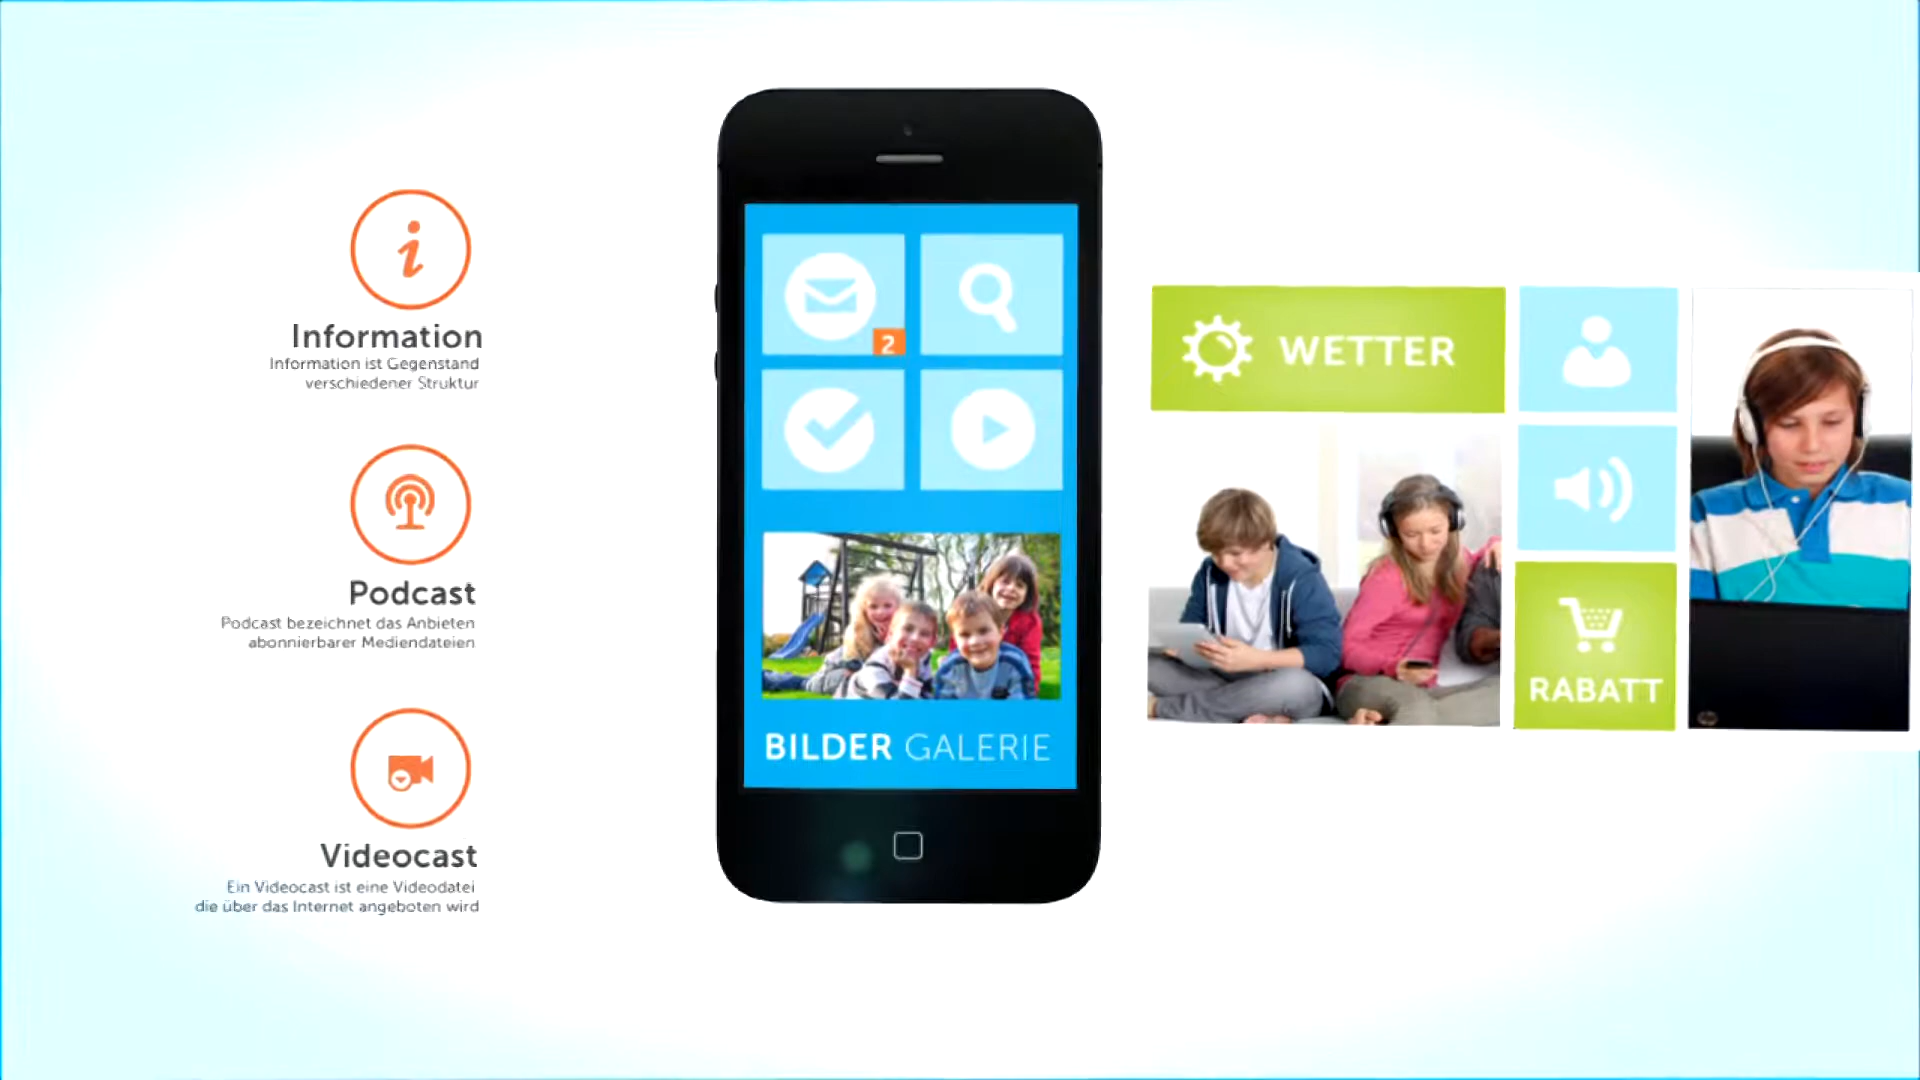 Information
Information ist Gegenstand
verschiedener Struktur
Podcast
Podcast bezeichnet das Anbieten
abonnierbarer Mediendateien
Videocast
Ein Videocast ist eine Videodatei
die über das Internet angeboten wird
2
BILDER GALERIE
WETTER
RABATT